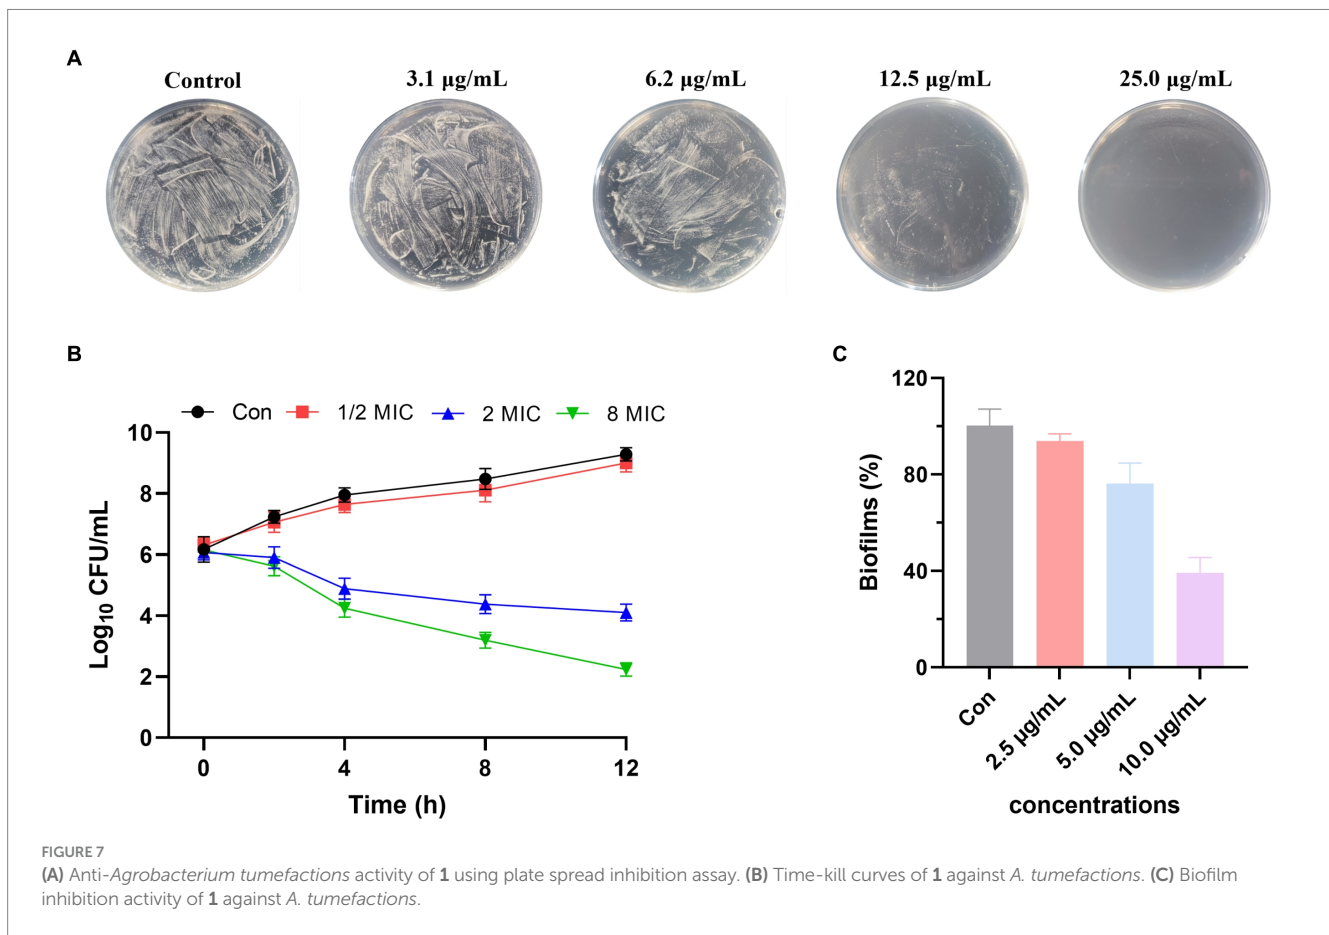 A
Control
3.1 µg/mL
6.2 µg/mL
12.5 µg/mL
25.0 µg/mL
B
Con
1/2 MIC
2 MIC
8 MIC
10
8
6
4
2
0
Log10 CFU/mL
0
4
8
12
Time (h)
C
120
80
40
0
Biofilms (%)
Con
2.5 µg/mL
5.0 µg/mL
10.0 µg/mL
concentrations
FIGURE 7
(A) Anti-Agrobacterium tumefactions activity of 1 using plate spread inhibition assay. (B) Time-kill curves of 1 against A. tumefactions. (C) Biofilm
inhibition activity of 1 against A. tumefactions.